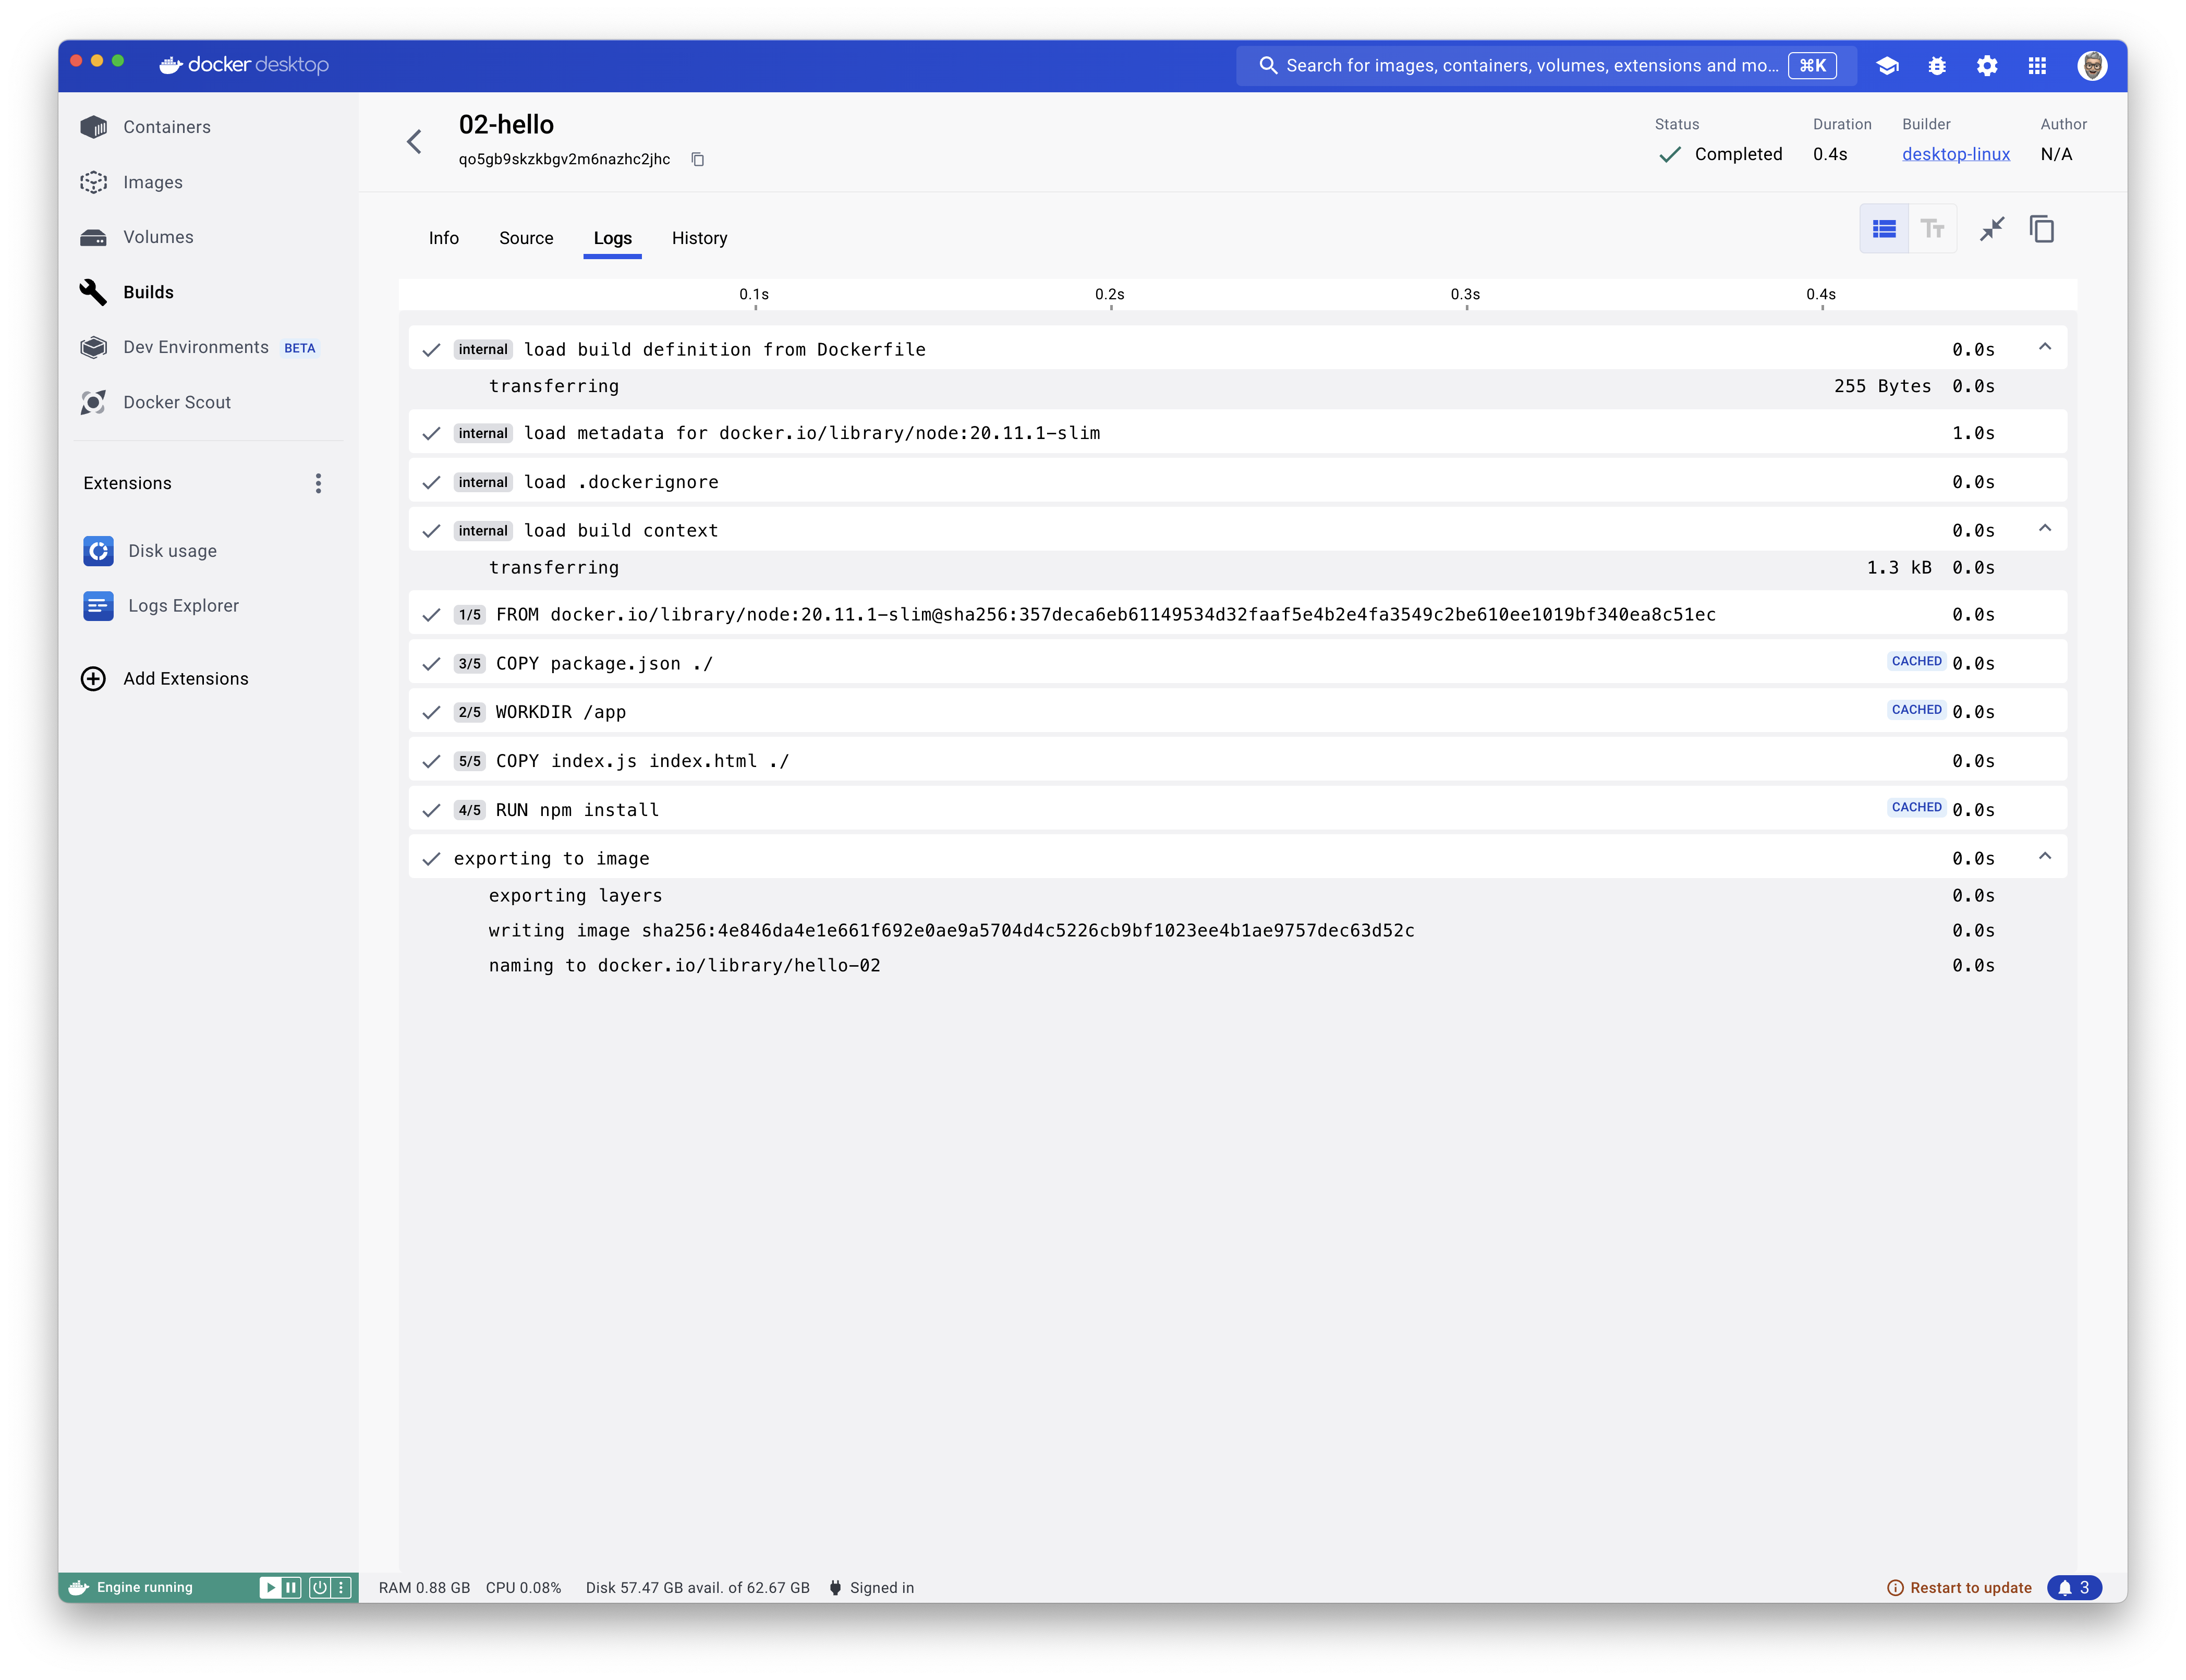 docker desktop
Search for images, containers, volumes, extensions and mo... ⌘K
Containers
Images
Volumes
Builds
Dev Environments BETA
Docker Scout
Extensions
Disk usage
Logs Explorer
Add Extensions
02-hello
qo5gb9skzkbgv2m6nazhc2jhc
Status Duration Builder Author
Completed 0.4s desktop-linux N/A
Info Source Logs History
0.1s 0.2s 0.3s 0.4s
internal load build definition from Dockerfile 0.0s
transferring 255 Bytes 0.0s
internal load metadata for docker.io/library/node:20.11.1-slim 1.0s
internal load .dockerignore 0.0s
internal load build context 0.0s
transferring 1.3 kB 0.0s
1/5 FROM docker.io/library/node:20.11.1-slim@sha256:357deca6eb61149534d32faaf5e4b2e4fa3549c2be610ee1019bf340ea8c51ec 0.0s
3/5 COPY package.json ./ CACHED 0.0s
2/5 WORKDIR /app CACHED 0.0s
5/5 COPY index.js index.html ./ 0.0s
4/5 RUN npm install CACHED 0.0s
exporting to image 0.0s
exporting layers 0.0s
writing image sha256:4e846da4e1e661f692e0ae9a5704d4c5226cb9bf1023ee4b1ae9757dec63d52c 0.0s
naming to docker.io/library/hello-02 0.0s
Engine running
RAM 0.88 GB CPU 0.08% Disk 57.47 GB avail. of 62.67 GB Signed in
Restart to update 3